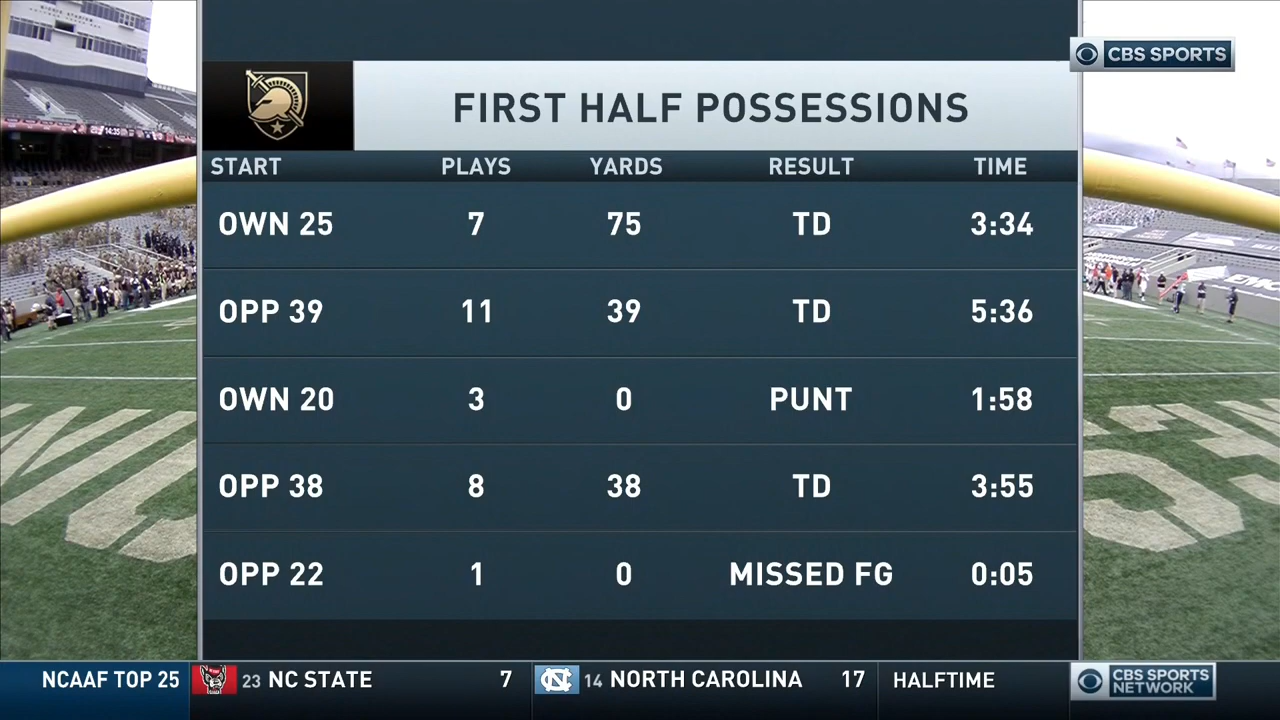 CBS SPORTS
FIRST HALF POSSESSIONS
START PLAYS YARDS RESULT TIME
OWN 25 7 75 TD 3:34
OPP 39 11 39 TD 5:36
OWN 20 3 0 PUNT 1:58
OPP 38 8 38 TD 3:55
OPP 22 1 0 MISSED FG 0:05
NCAAF TOP 25 23 NC STATE 7 NC 14 NORTH CAROLINA 17 HALFTIME CBS SPORTS NETWORK